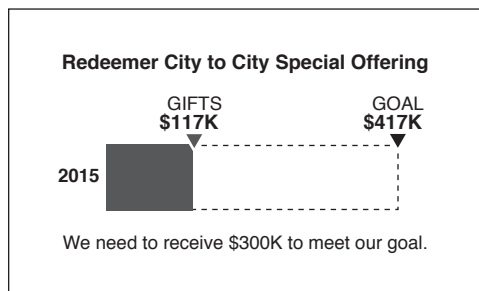 Redeemer City to City Special Offering
GIFTS GOAL
$117K $417K
2015
We need to receive $300K to meet our goal.